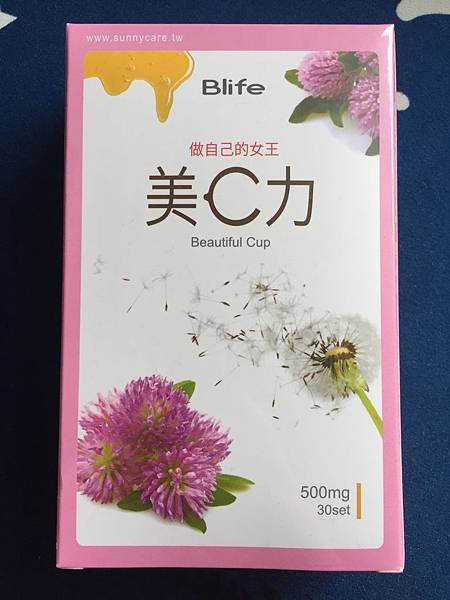 www.sunnycare.tw
Blife
做自己的女王
美C力
Beautiful Cup
500mg
30set